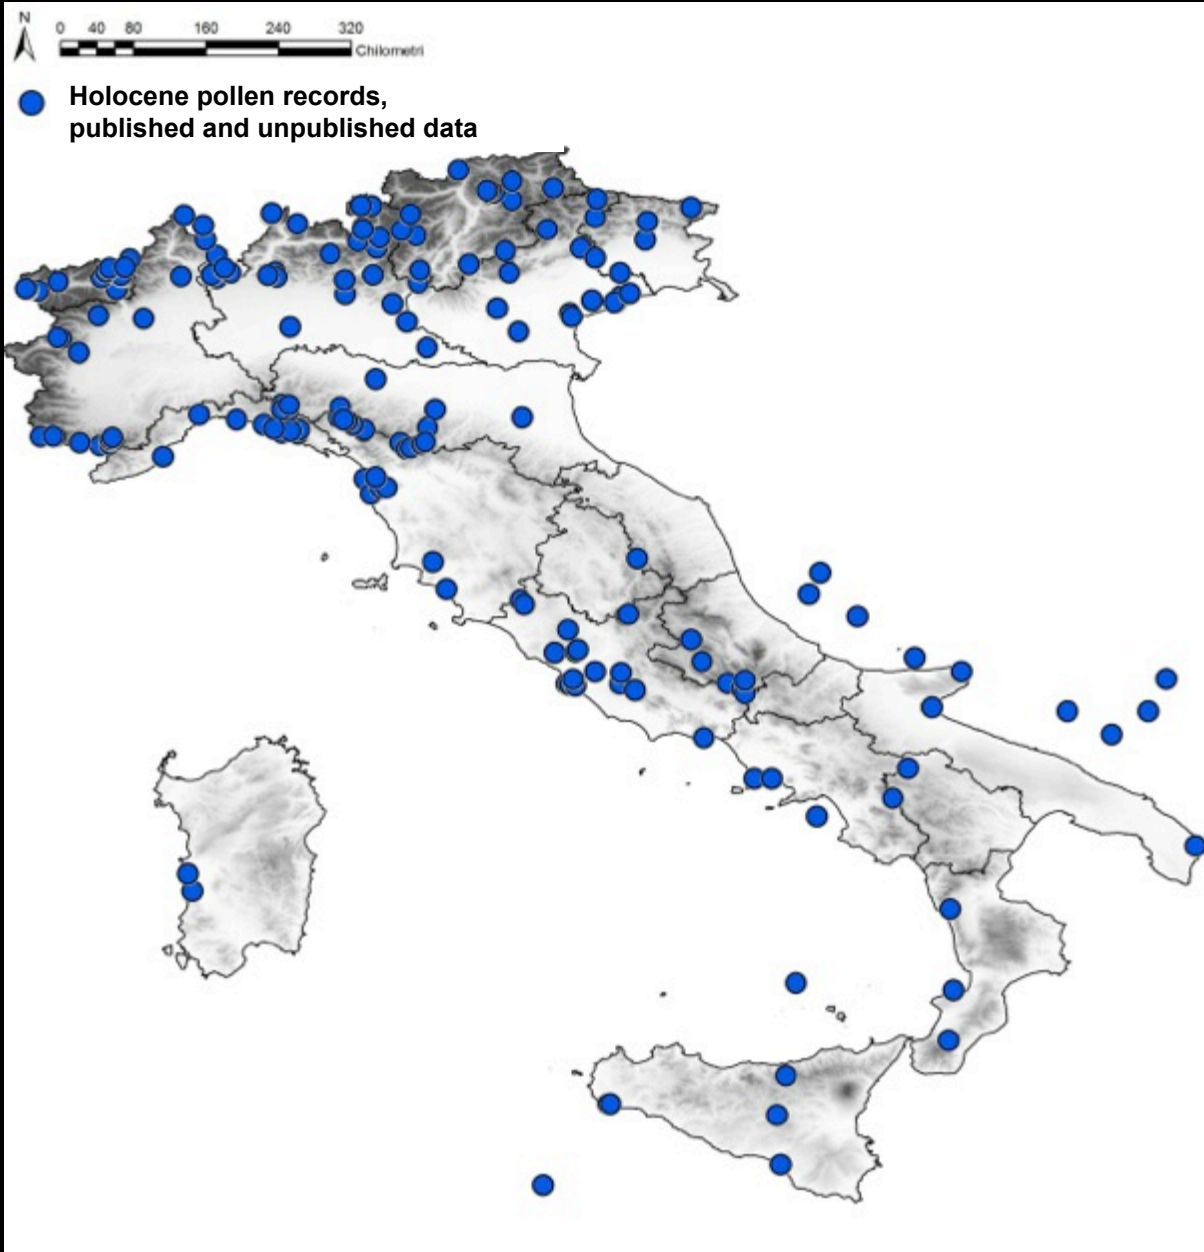 N
0 40 80 160 240 320
Chilometri
Holocene pollen records,
published and unpublished data